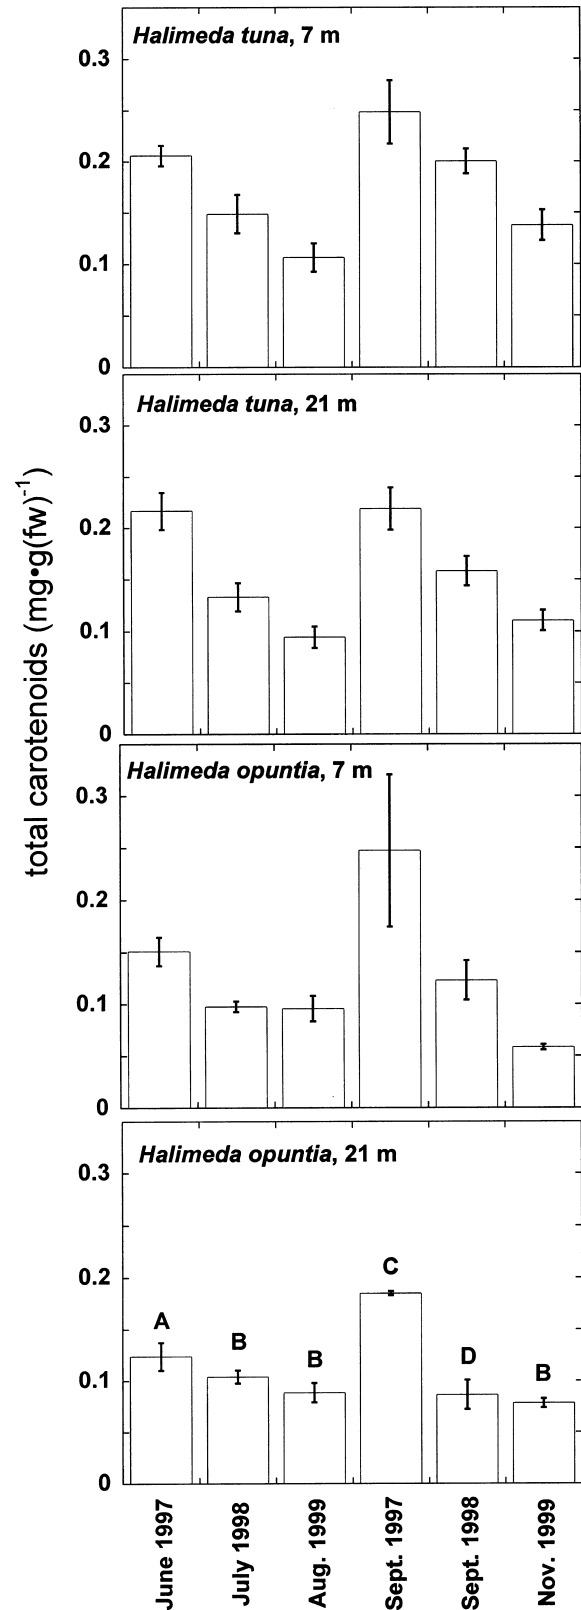 Halimeda tuna, 7 m
0.3
0.2
0.1
0
Halimeda tuna, 21 m
0.3
0.2
0.1
0
total carotenoids (mg•g(fw)-1)
Halimeda opuntia, 7 m
0.3
0.2
0.1
0
Halimeda opuntia, 21 m
0.3
0.2
0.1
0
A
B
B
C
D
B
June 1997
July 1998
Aug. 1999
Sept. 1997
Sept. 1998
Nov. 1999